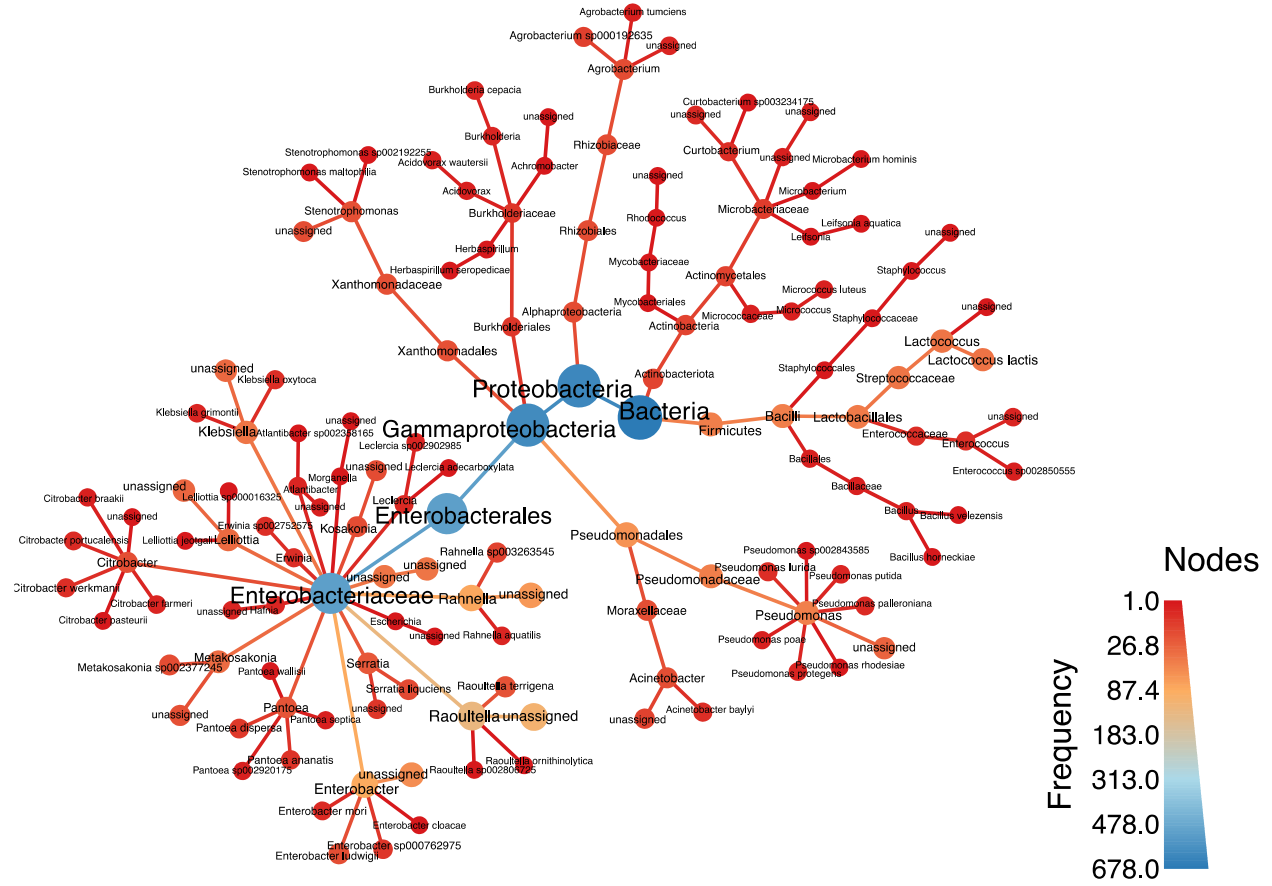 Agrobacterium tumciens
Agrobacterium sp000192635
unassigned
Agrobacterium
Burkholderia cepacia
unassigned
Curtobacterium sp003234175
unassigned
unassigned
Burkholderia
Rhizobiaceae
Stenotrophomonas sp002192255
Acidovorax wautersii
Achromobacter
Curtobacterium
unassigned
Microbacterium hominis
Stenotrophomonas maltophilia
unassigned
Acidovorax
Microbacterium
Stenotrophomonas
Burkholderiaceae
Rhodococcus
Microbacteriaceae
Leifsonia aquatica
unassigned
Rhizobiales
Leifsonia
unassigned
Herbaspirillum
Mycobacteriaceae
Herbaspirillum seropedicae
Staphylococcus
Xanthomonadaceae
Actinomycetales
Micrococcus luteus
Mycobacteriales
Alphaproteobacteria
Micrococcaceae
Micrococcus
unassigned
Burkholderiales
Actinobacteria
Staphylococcaceae
Lactococcus
Xanthomonadales
Lactococcus lactis
unassigned
Klebsiella oxytoca
Actinobacteriota
Staphylococcales
Streptococcaceae
Proteobacteria
Klebsiella grimontii
Bacteria
Bacilli
Lactobacillales
unassigned
unassigned
Klebsiella
Atlantibacter sp002358165
Gammaproteobacteria
Firmicutes
Enterococcaceae
Enterococcus
Leclercia sp002902985
Bacillales
unassigned
Leclercia adecarboxylata
Enterococcus sp002850555
Morganella
unassigned
Lelliottia sp000016325
Atlantibacter
Bacillaceae
Citrobacter braakii
unassigned
Leclercia
unassigned
Enterobacterales
Bacillus
Bacillus velezensis
Erwinia sp002752575
Kosakonia
Citrobacter portucalensis
Lelliottia jeotgali
Lelliottia
Pseudomonadales
Rahnella sp003263545
Pseudomonas sp002843585
Bacillus horneckiae
Erwinia
Citrobacter
unassigned
Pseudomonas lurida
Nodes
unassigned
Pseudomonadaceae
Pseudomonas putida
Citrobacter werkmanii
Enterobacteriaceae
Rahnella
unassigned
Citrobacter farmeri
unassigned
Hafnia
Moraxellaceae
Pseudomonas
Pseudomonas palleroniana
1.0
Citrobacter pasteurii
Escherichia
unassigned
Rahnella aquatilis
Pseudomonas poae
unassigned
26.8
Metakosakonia
Serratia
Metakosakonia sp002377245
Pseudomonas rhodesiae
Pantoea wallisii
Pseudomonas protegens
Acinetobacter
Serratia liquciens
Raoultella terrigena
87.4
Pantoea
unassigned
Acinetobacter baylyi
unassigned
Pantoea septica
Raoultella
unassigned
unassigned
Pantoea dispersa
183.0
Frequency
Pantoea ananatis
Raoultella ornithinolytica
Pantoea sp002920175
unassigned
Raoultella sp002806725
313.0
Enterobacter
Enterobacter mori
Enterobacter cloacae
478.0
Enterobacter sp000762975
Enterobacter ludwigii
678.0